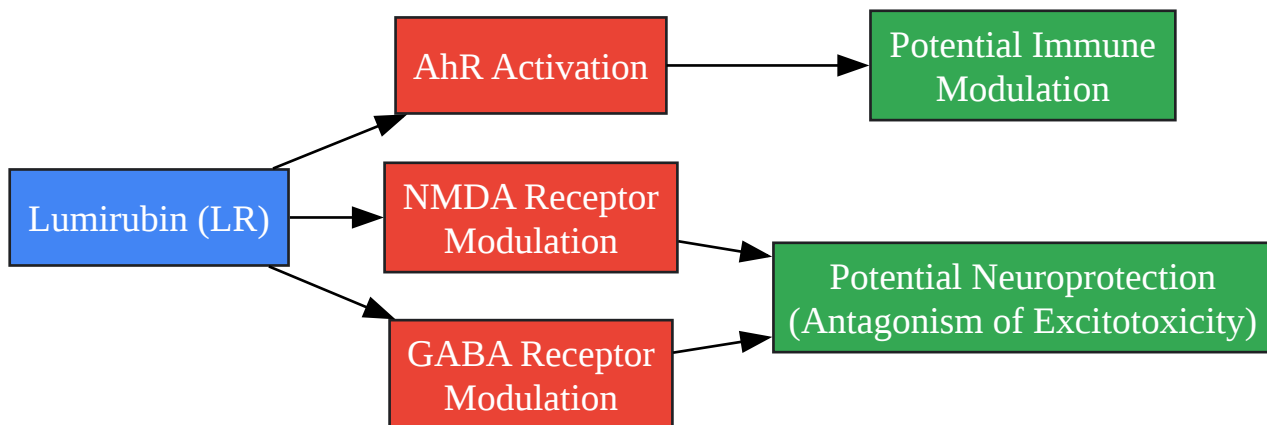 AhR Activation
Potential Immune
Modulation
Lumirubin (LR)
NMDA Receptor
Modulation
Potential Neuroprotection
(Antagonism of Excitotoxicity)
GABA Receptor
Modulation